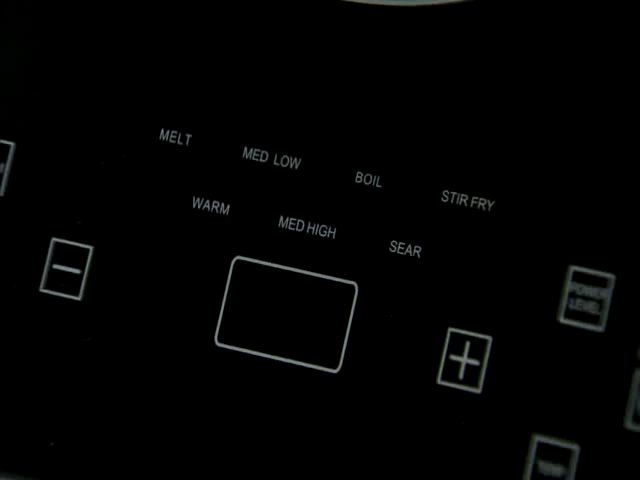 MELT MED LOW BOIL STIR FRY
WARM MED HIGH SEAR
−
+
POWER
LEVEL